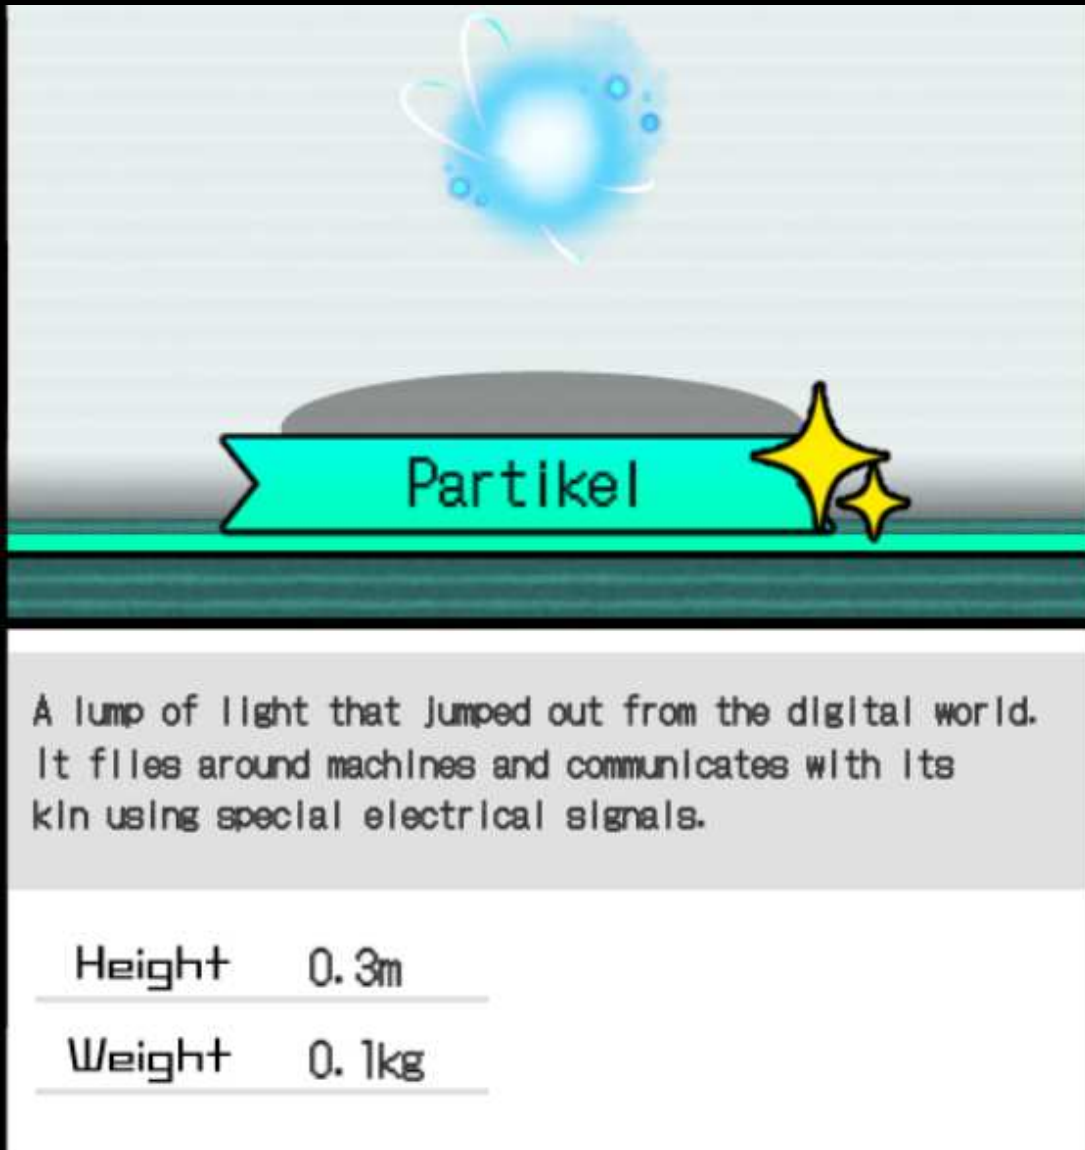 Partikel
A lump of light that jumped out from the digital world.
It flies around machines and communicates with its
kin using special electrical signals.
Height 0.3m
Weight 0.1kg